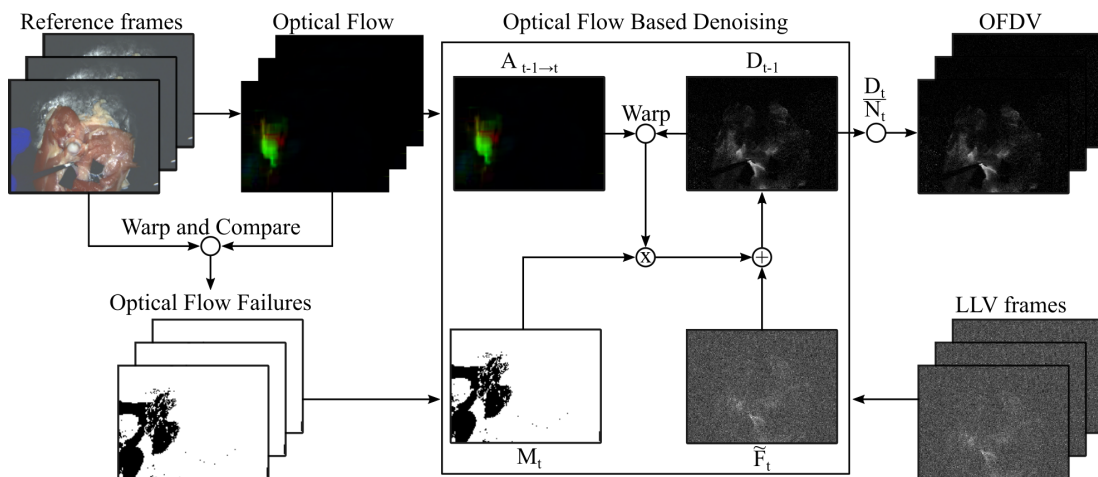 Reference frames
Optical Flow
Optical Flow Based Denoising
OFDV
A t-1→t
D t-1
Warp
D t
N t
Warp and Compare
x
+
Optical Flow Failures
LLV frames
M t
F̃ t